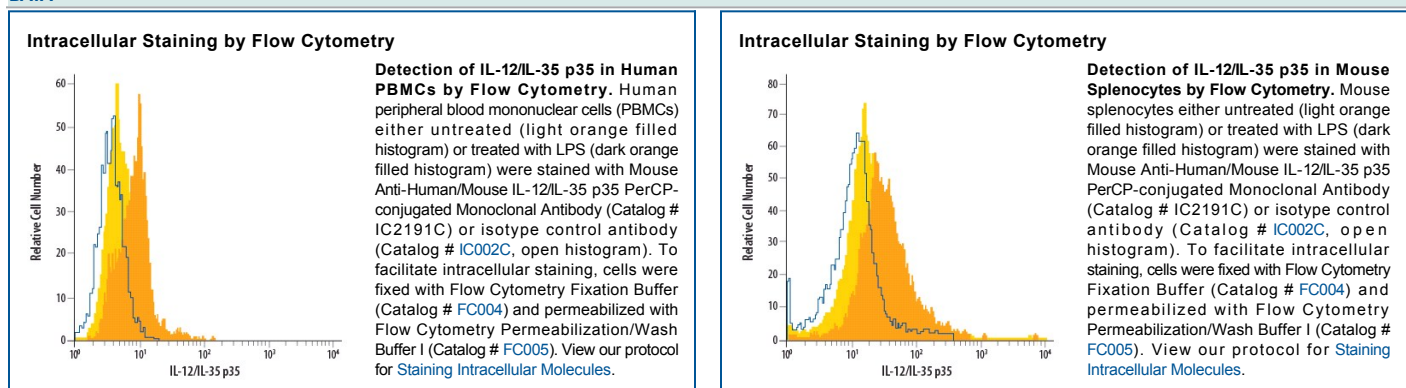 Intracellular Staining by Flow Cytometry
60
50
40
30
20
10
0
Relative Cell Number
10⁰
10¹
10²
10³
10⁴
IL-12/IL-35 p35
Detection of IL-12/IL-35 p35 in Human
PBMCs by Flow Cytometry. Human
peripheral blood mononuclear cells (PBMCs)
either untreated (light orange filled
histogram) or treated with LPS (dark orange
filled histogram) were stained with Mouse
Anti-Human/Mouse IL-12/IL-35 p35 PerCP-
conjugated Monoclonal Antibody (Catalog #
IC2191C) or isotype control antibody
(Catalog # IC002C, open histogram). To
facilitate intracellular staining, cells were
fixed with Flow Cytometry Fixation Buffer
(Catalog # FC004) and permeabilized with
Flow Cytometry Permeabilization/Wash
Buffer I (Catalog # FC005). View our protocol
for Staining Intracellular Molecules.
Intracellular Staining by Flow Cytometry
80
70
60
50
40
30
20
10
0
Relative Cell Number
10⁰
10¹
10²
10³
10⁴
IL-12/IL-35 p35
Detection of IL-12/IL-35 p35 in Mouse
Splenocytes by Flow Cytometry. Mouse
splenocytes either untreated (light orange
filled histogram) or treated with LPS (dark
orange filled histogram) were stained with
Mouse Anti-Human/Mouse IL-12/IL-35 p35
PerCP-conjugated Monoclonal Antibody
(Catalog # IC2191C) or isotype control
antibody (Catalog # IC002C, open
histogram). To facilitate intracellular
staining, cells were fixed with Flow Cytometry
Fixation Buffer (Catalog # FC004) and
permeabilized with Flow Cytometry
Permeabilization/Wash Buffer I (Catalog #
FC005). View our protocol for Staining
Intracellular Molecules.